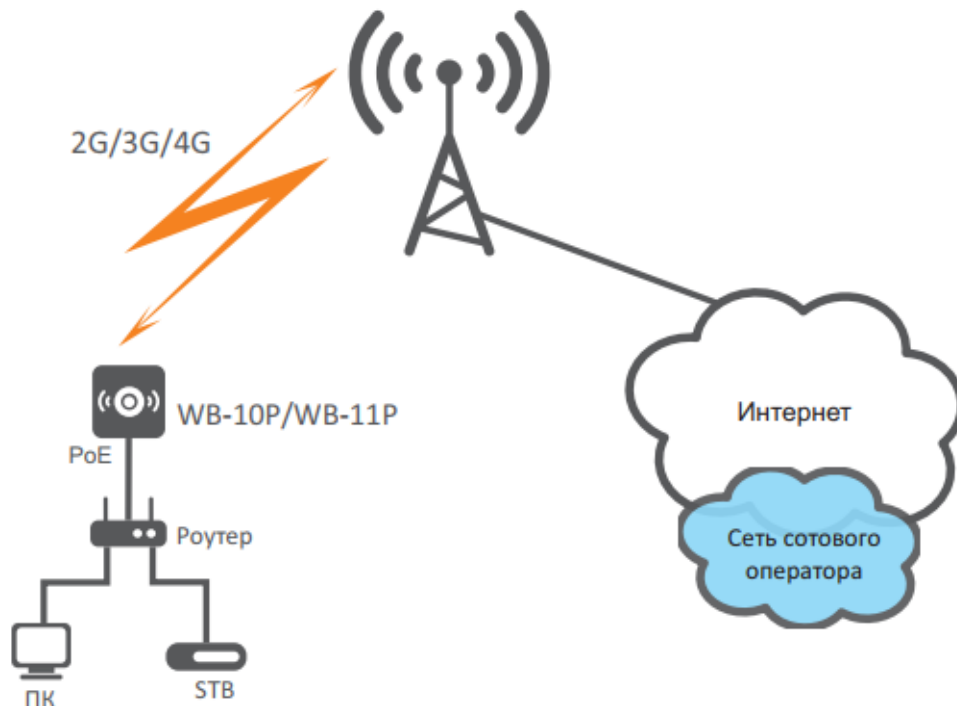 2G/3G/4G
WB-10P/WB-11P
PoE
Роутер
ПК
STB
Интернет
Сеть сотового
оператора